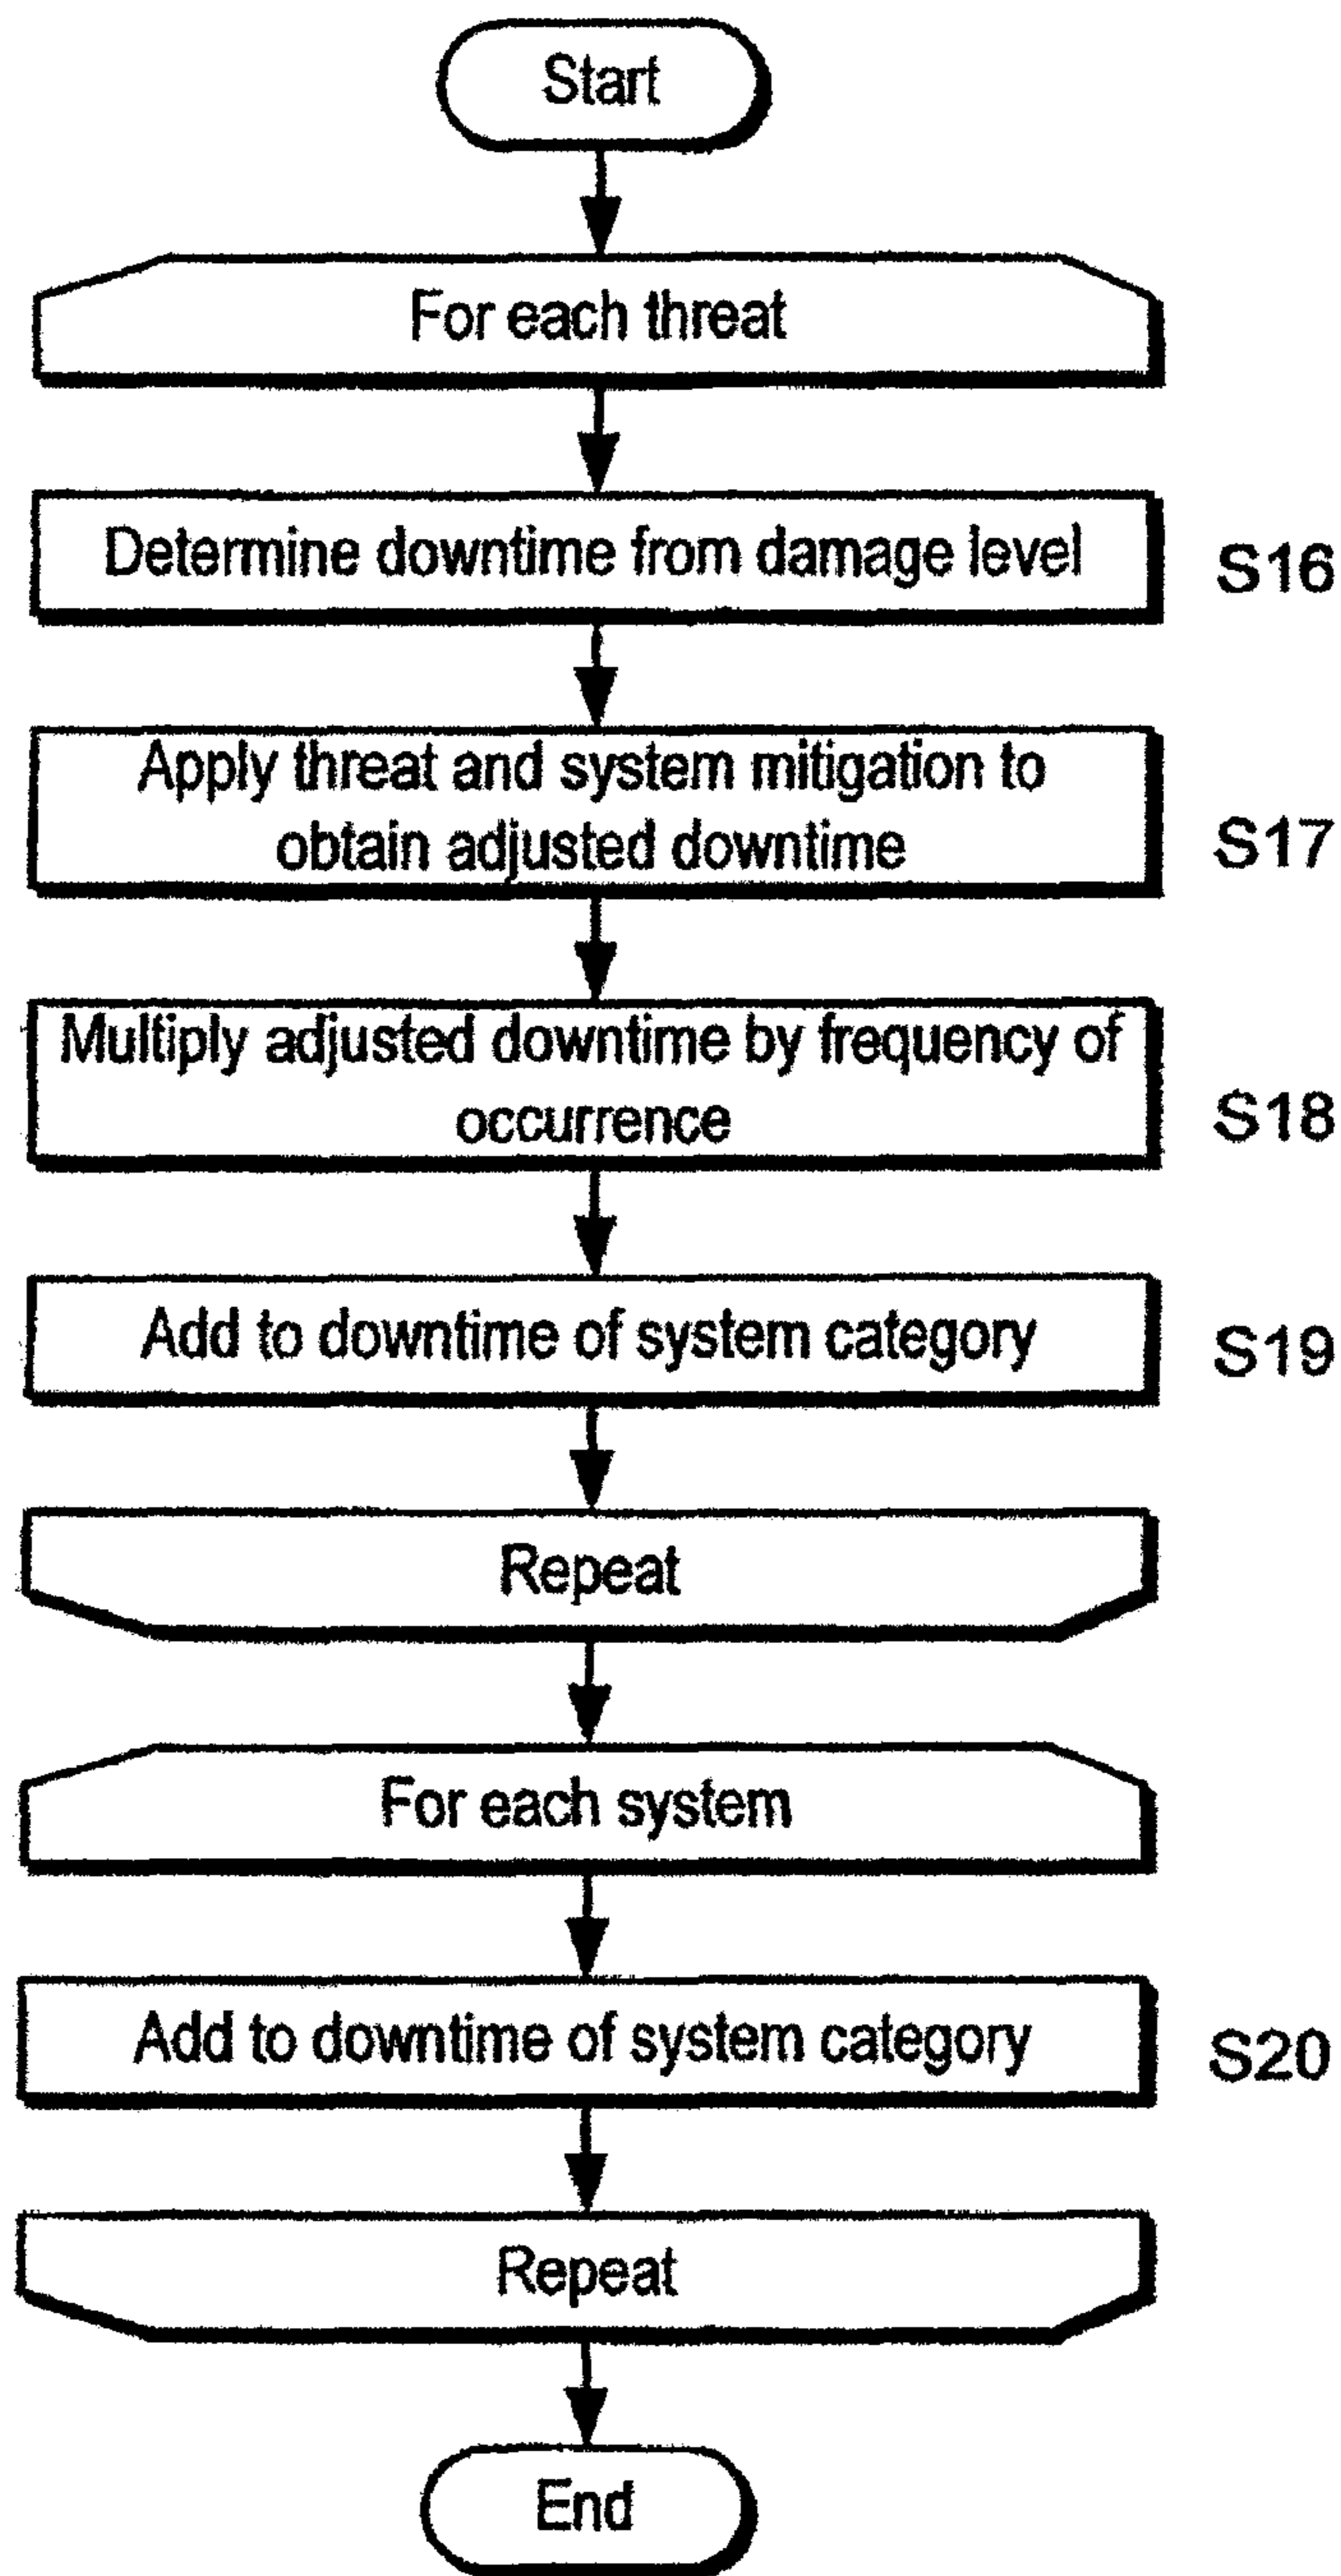 Start
For each threat
Determine downtime from damage level
S16
Apply threat and system mitigation to
obtain adjusted downtime
S17
Multiply adjusted downtime by frequency of
occurrence
S18
Add to downtime of system category
S19
Repeat
For each system
Add to downtime of system category
S20
Repeat
End